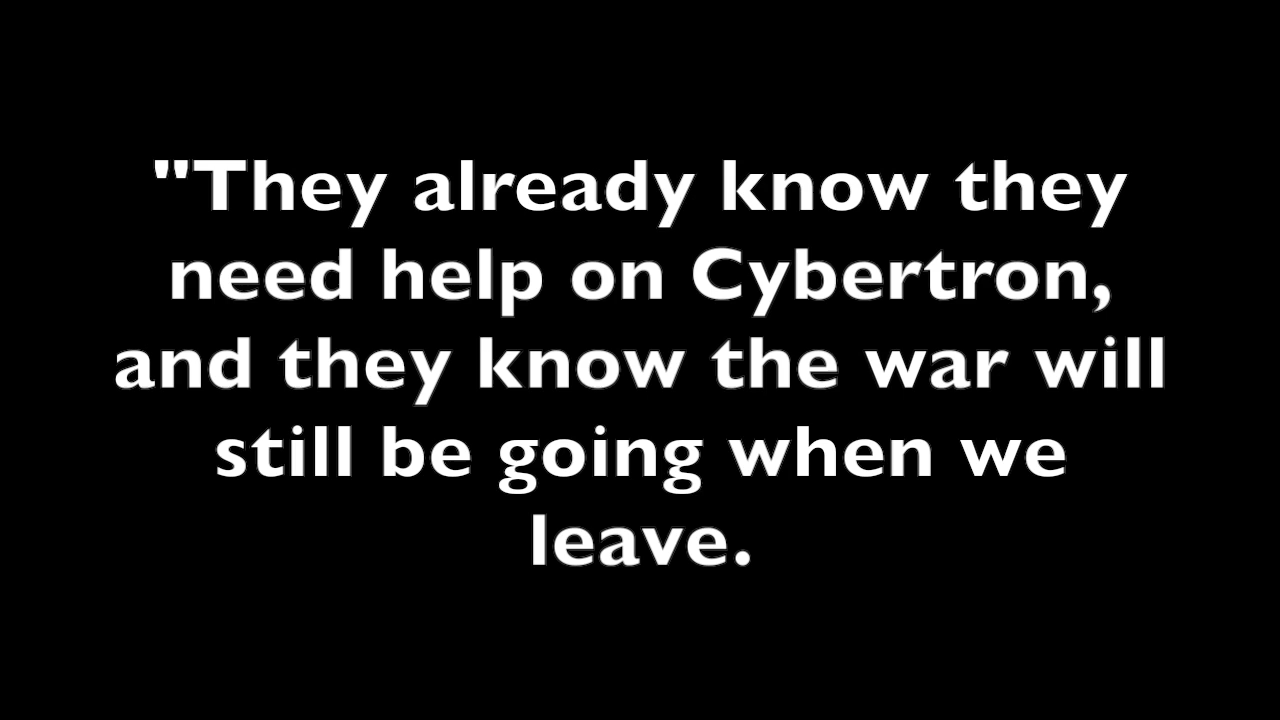 "They already know they
need help on Cybertron,
and they know the war will
still be going when we
leave.